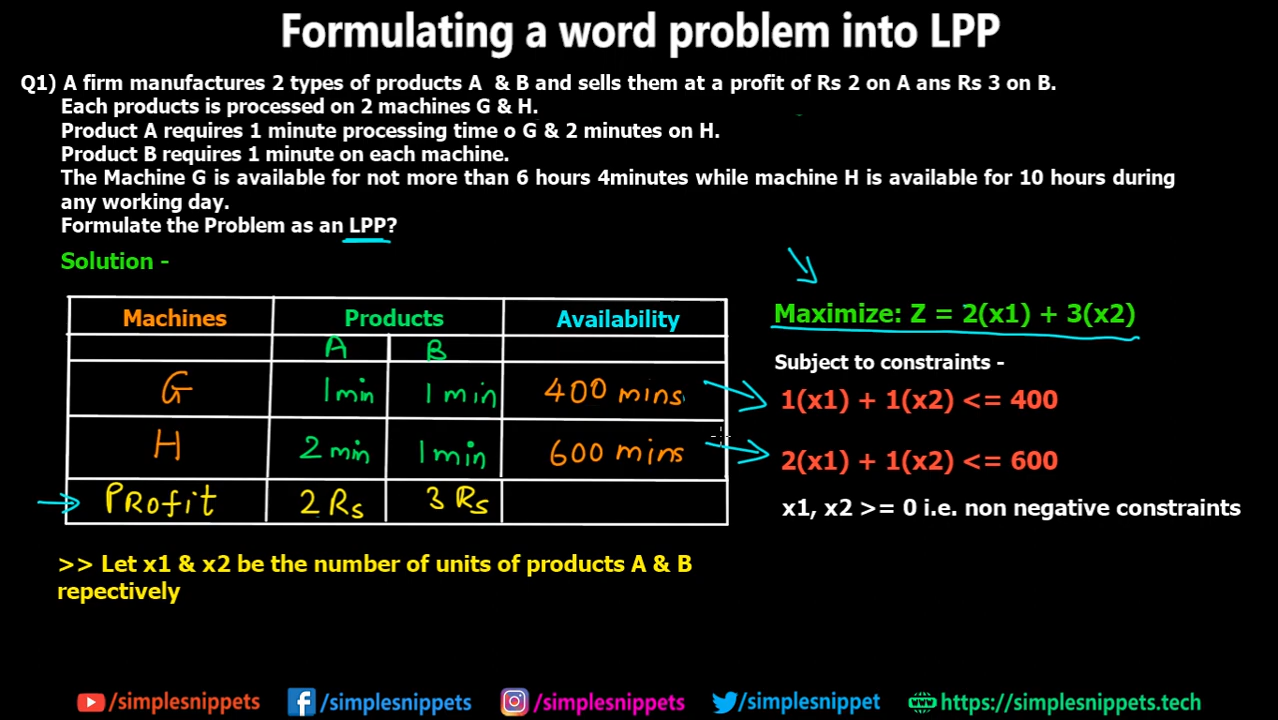 Formulating a word problem into LPP
Q1) A firm manufactures 2 types of products A & B and sells them at a profit of Rs 2 on A ans Rs 3 on B.
Each products is processed on 2 machines G & H.
Product A requires 1 minute processing time o G & 2 minutes on H.
Product B requires 1 minute on each machine.
The Machine G is available for not more than 6 hours 4minutes while machine H is available for 10 hours during
any working day.
Formulate the Problem as an LPP?
Solution -
Machines Products Availability
A B
G 1 min 1 min 400 mins
H 2 min 1 min 600 mins
Profit 2 Rs 3 Rs
>> Let x1 & x2 be the number of units of products A & B
repectively
Maximize: Z = 2(x1) + 3(x2)
Subject to constraints -
1(x1) + 1(x2) <= 400
2(x1) + 1(x2) <= 600
x1, x2 >= 0 i.e. non negative constraints
/simplesnippets /simplesnippets /simplesnippets /simplesnippet https://simplesnippets.tech